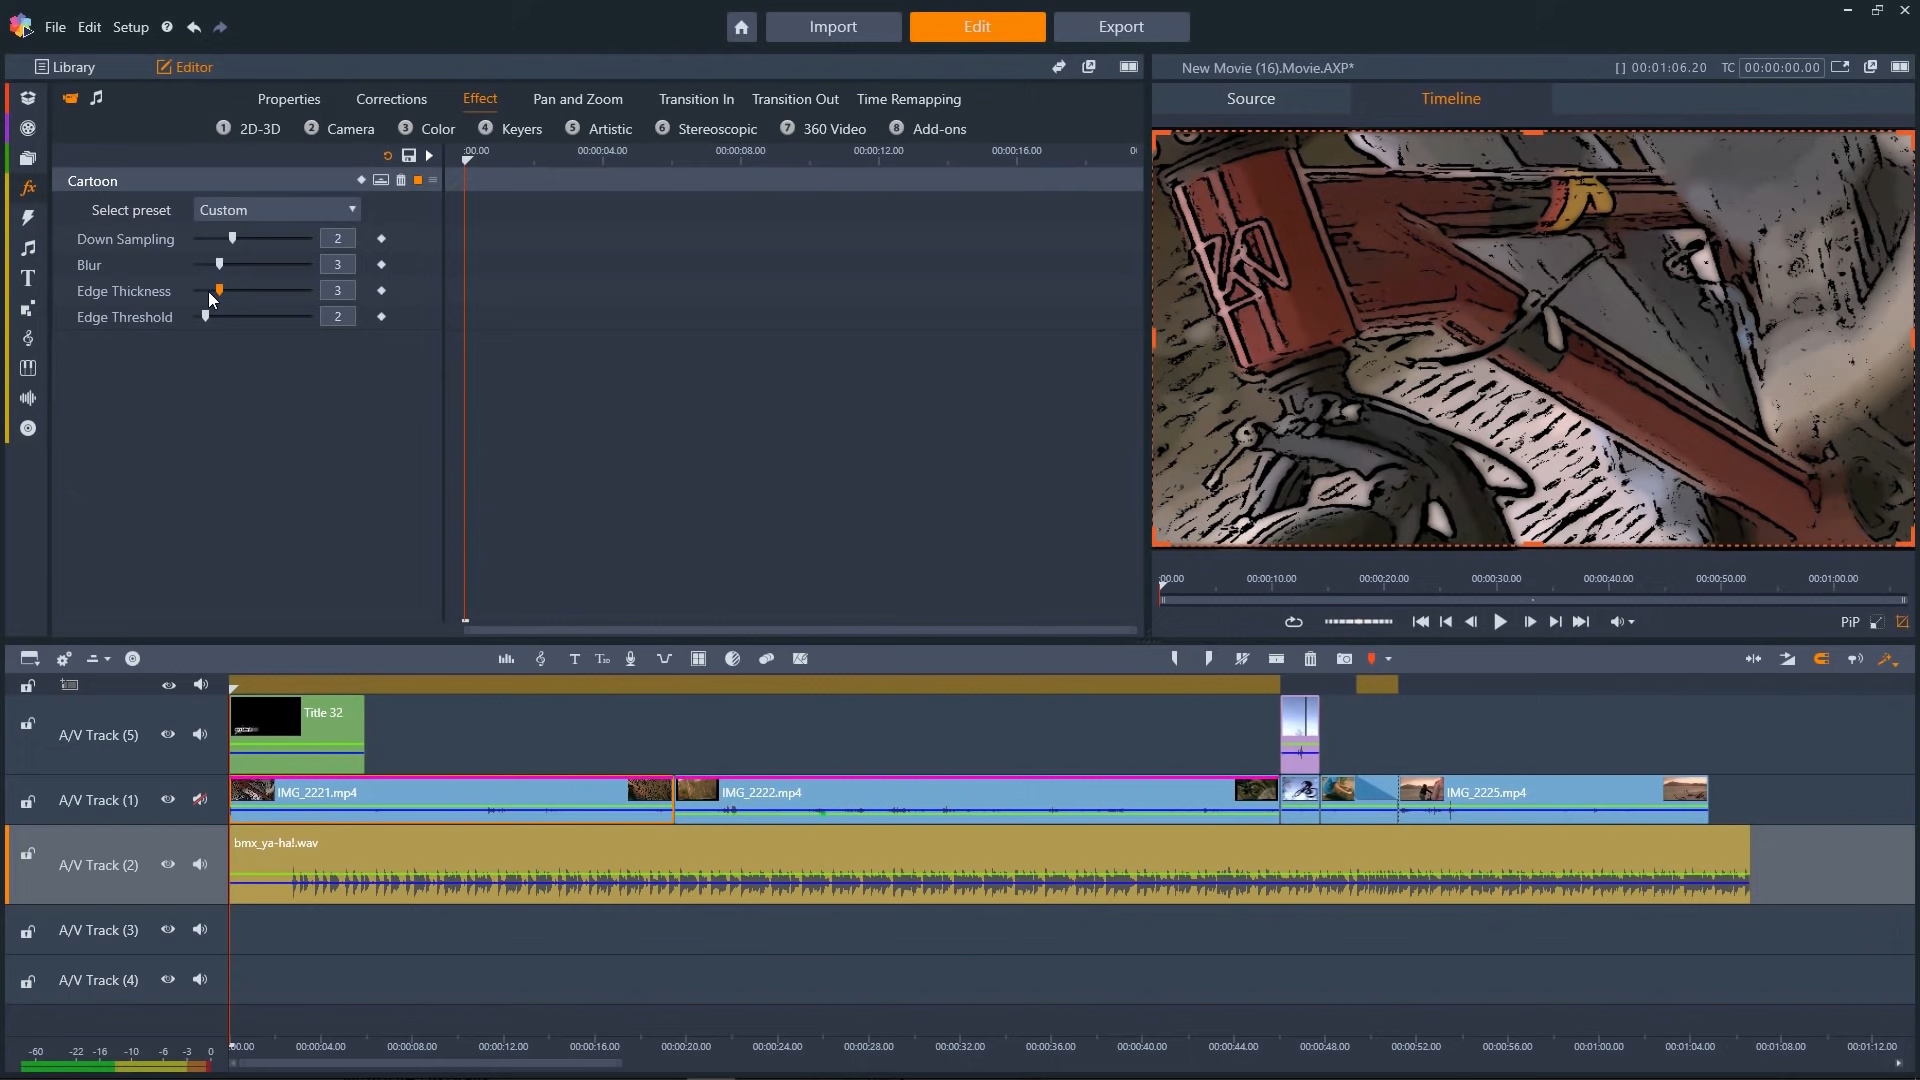 File Edit Setup
Import Edit Export
Library Editor
New Movie (16).Movie.AXP* [ ] 00:01:06.20 TC 00:00:00.00
Properties Corrections Effect Pan and Zoom Transition In Transition Out Time Remapping
Source Timeline
1 2D-3D 2 Camera 3 Color 4 Keyers 5 Artistic 6 Stereoscopic 7 360 Video 8 Add-ons
:00.00 00:00:04.00 00:00:08.00 00:00:12.00 00:00:16.00 00
Cartoon
Select preset Custom
Down Sampling 2
Blur 3
Edge Thickness 3
Edge Threshold 2
:00.00 00:00:10.00 00:00:20.00 00:00:30.00 00:00:40.00 00:00:50.00 00:01:00.00
PiP
Title 32
A/V Track (5)
IMG_2221.mp4 IMG_2222.mp4 IMG_2225.mp4
A/V Track (1)
bmx_ya-ha!.wav
A/V Track (2)
A/V Track (3)
A/V Track (4)
-60 -22 -16 -10 -6 -3 0
00.00 00:00:04.00 00:00:08.00 00:00:12.00 00:00:16.00 00:00:20.00 00:00:24.00 00:00:28.00 00:00:32.00 00:00:36.00 00:00:40.00 00:00:44.00 00:00:48.00 00:00:52.00 00:00:56.00 00:01:00.00 00:01:04.00 00:01:08.00 00:01:12.00